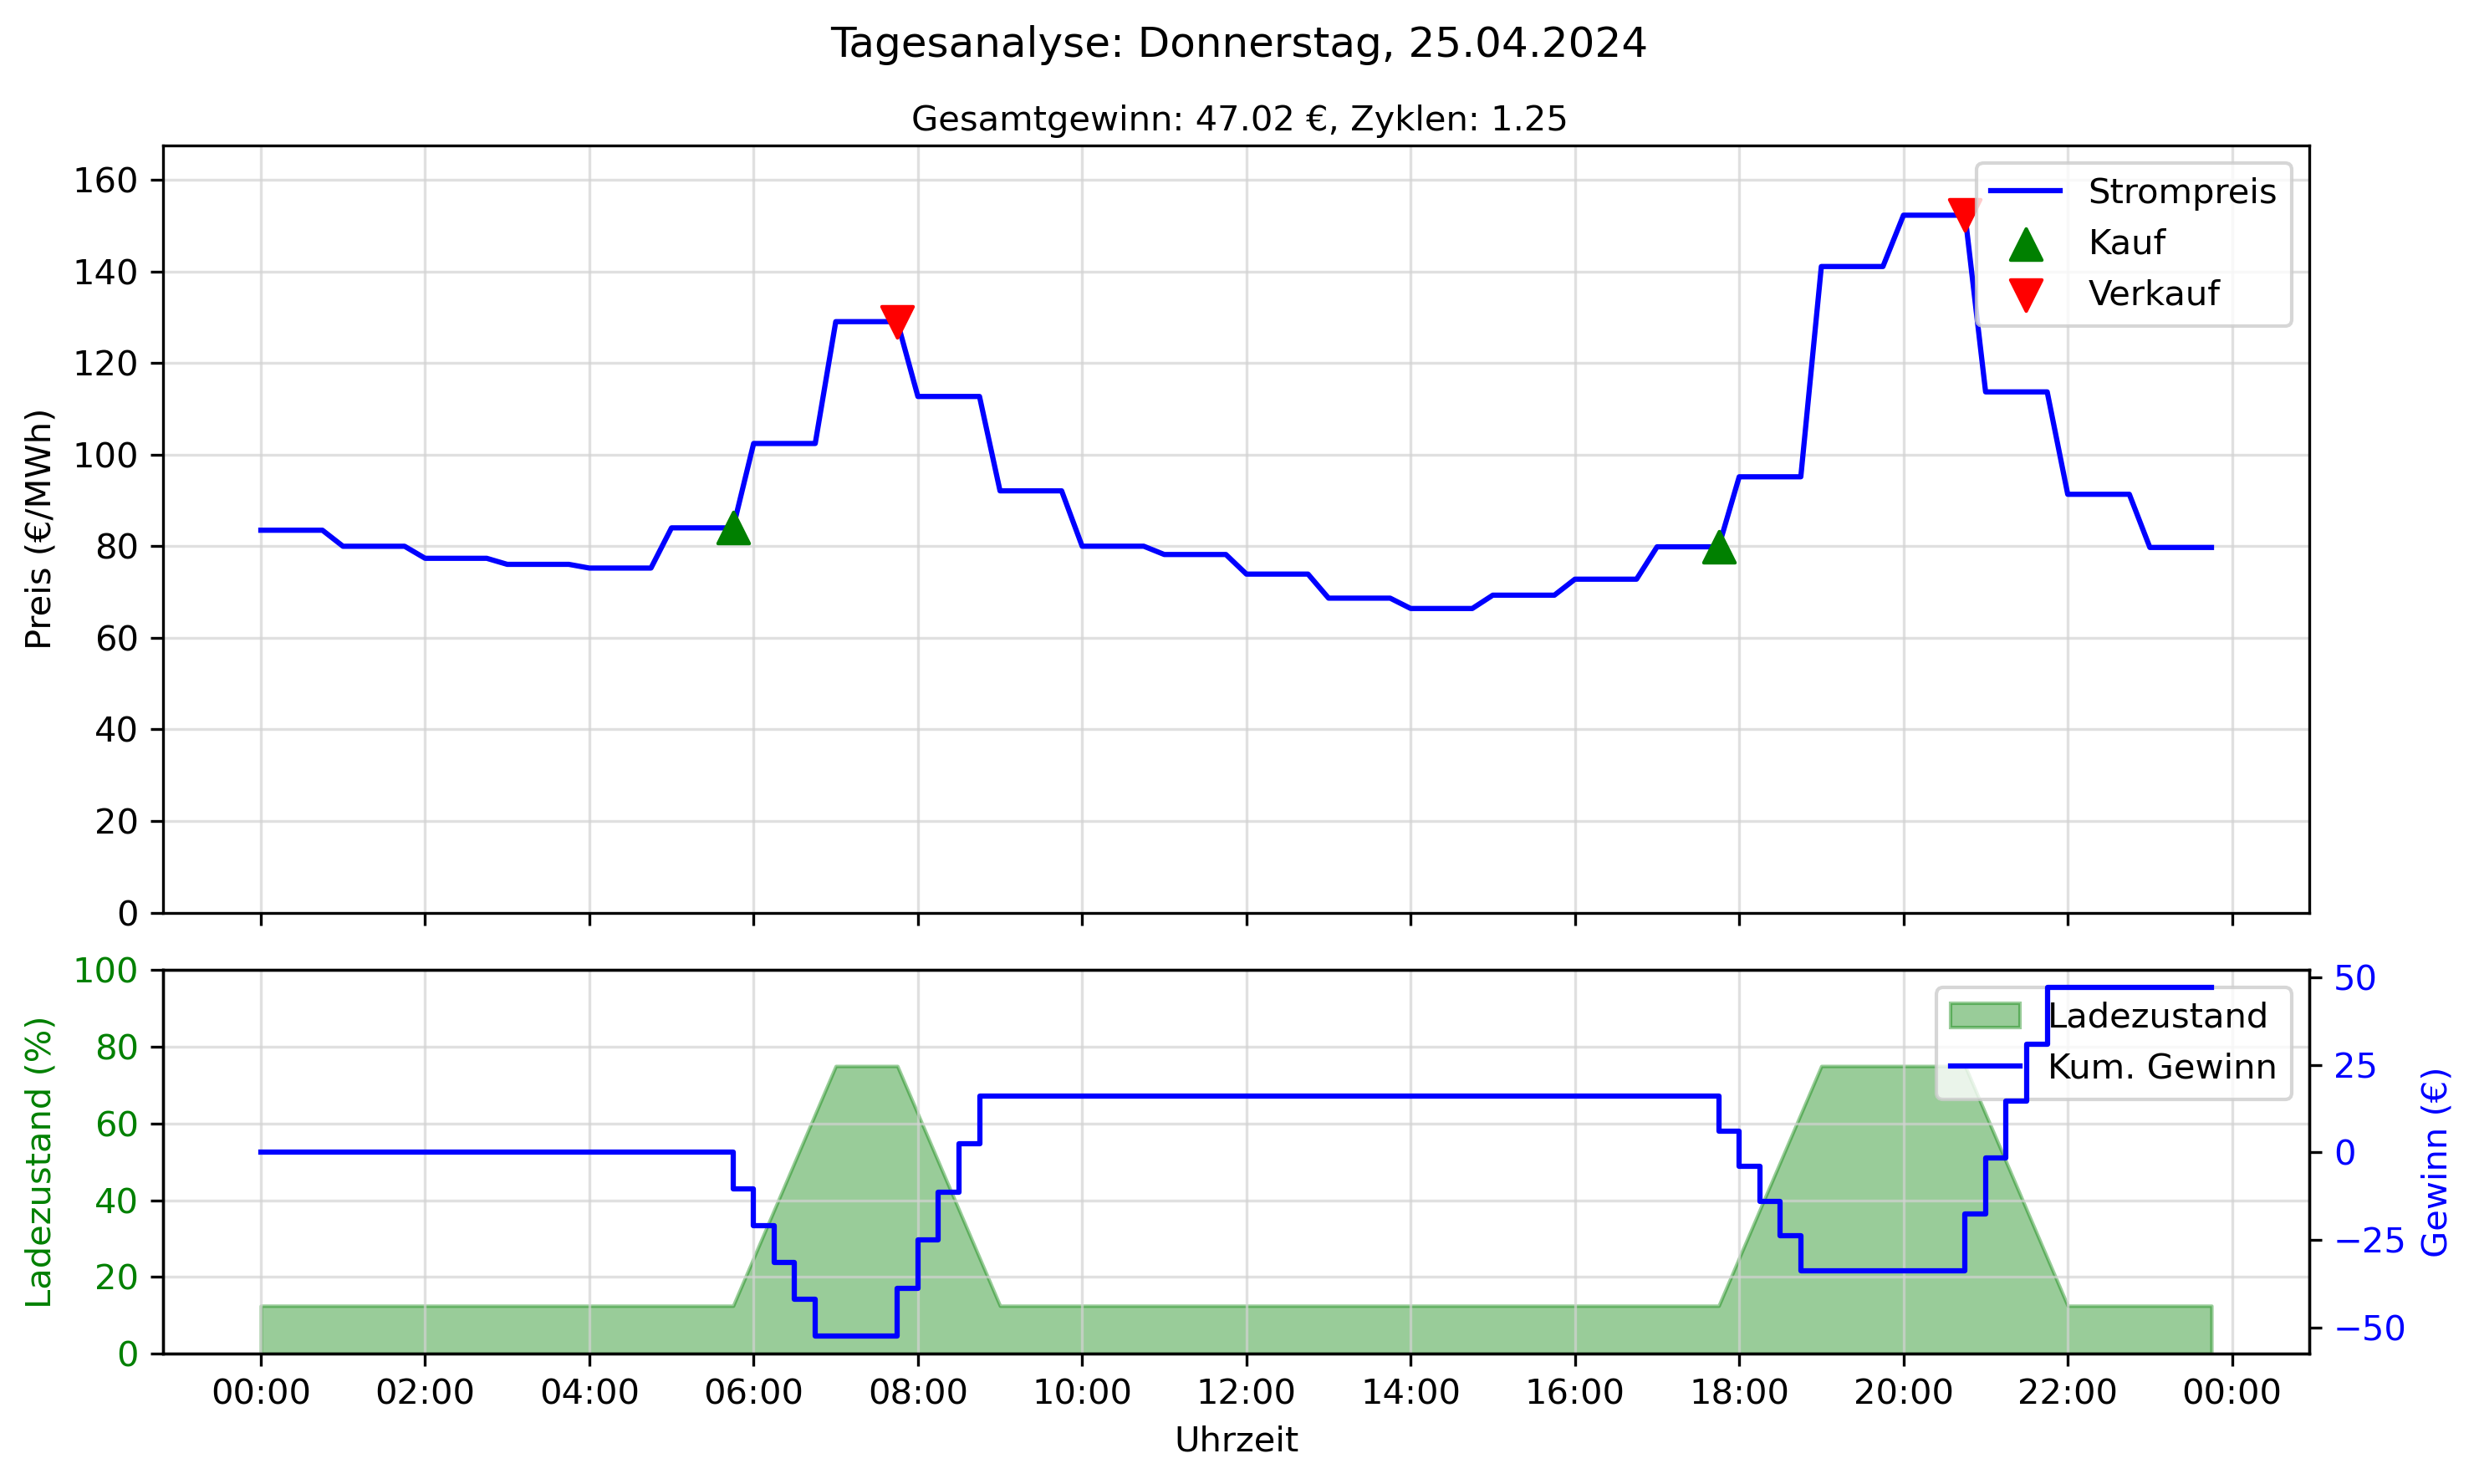 Tagesanalyse: Donnerstag, 25.04.2024
Gesamtgewinn: 47.02 €, Zyklen: 1.25
Preis (€/MWh)
160
140
120
100
80
60
40
20
0
Strompreis
Kauf
Verkauf
Ladezustand (%)
100
80
60
40
20
0
Ladezustand
Kum. Gewinn
50
25
0
−25
−50
Gewinn (€)
00:00 02:00 04:00 06:00 08:00 10:00 12:00 14:00 16:00 18:00 20:00 22:00 00:00
Uhrzeit